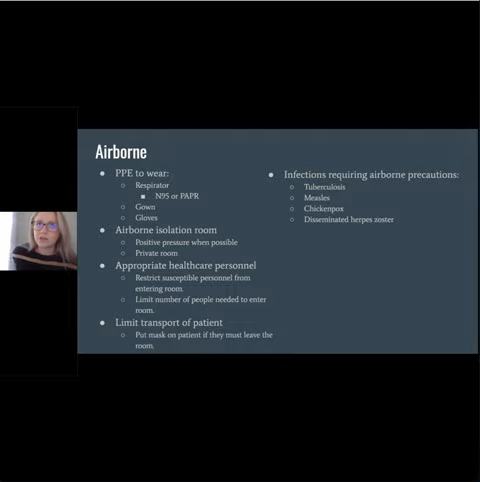 Airborne
PPE to wear:
Respirator
N95 or PAPR
Gown
Gloves
Airborne isolation room
Positive pressure when possible
Private room
Appropriate healthcare personnel
Restrict susceptible personnel from
entering room.
Limit number of people needed to enter
room.
Limit transport of patient
Put mask on patient if they must leave the
room.
Infections requiring airborne precautions:
Tuberculosis
Measles
Chickenpox
Disseminated herpes zoster